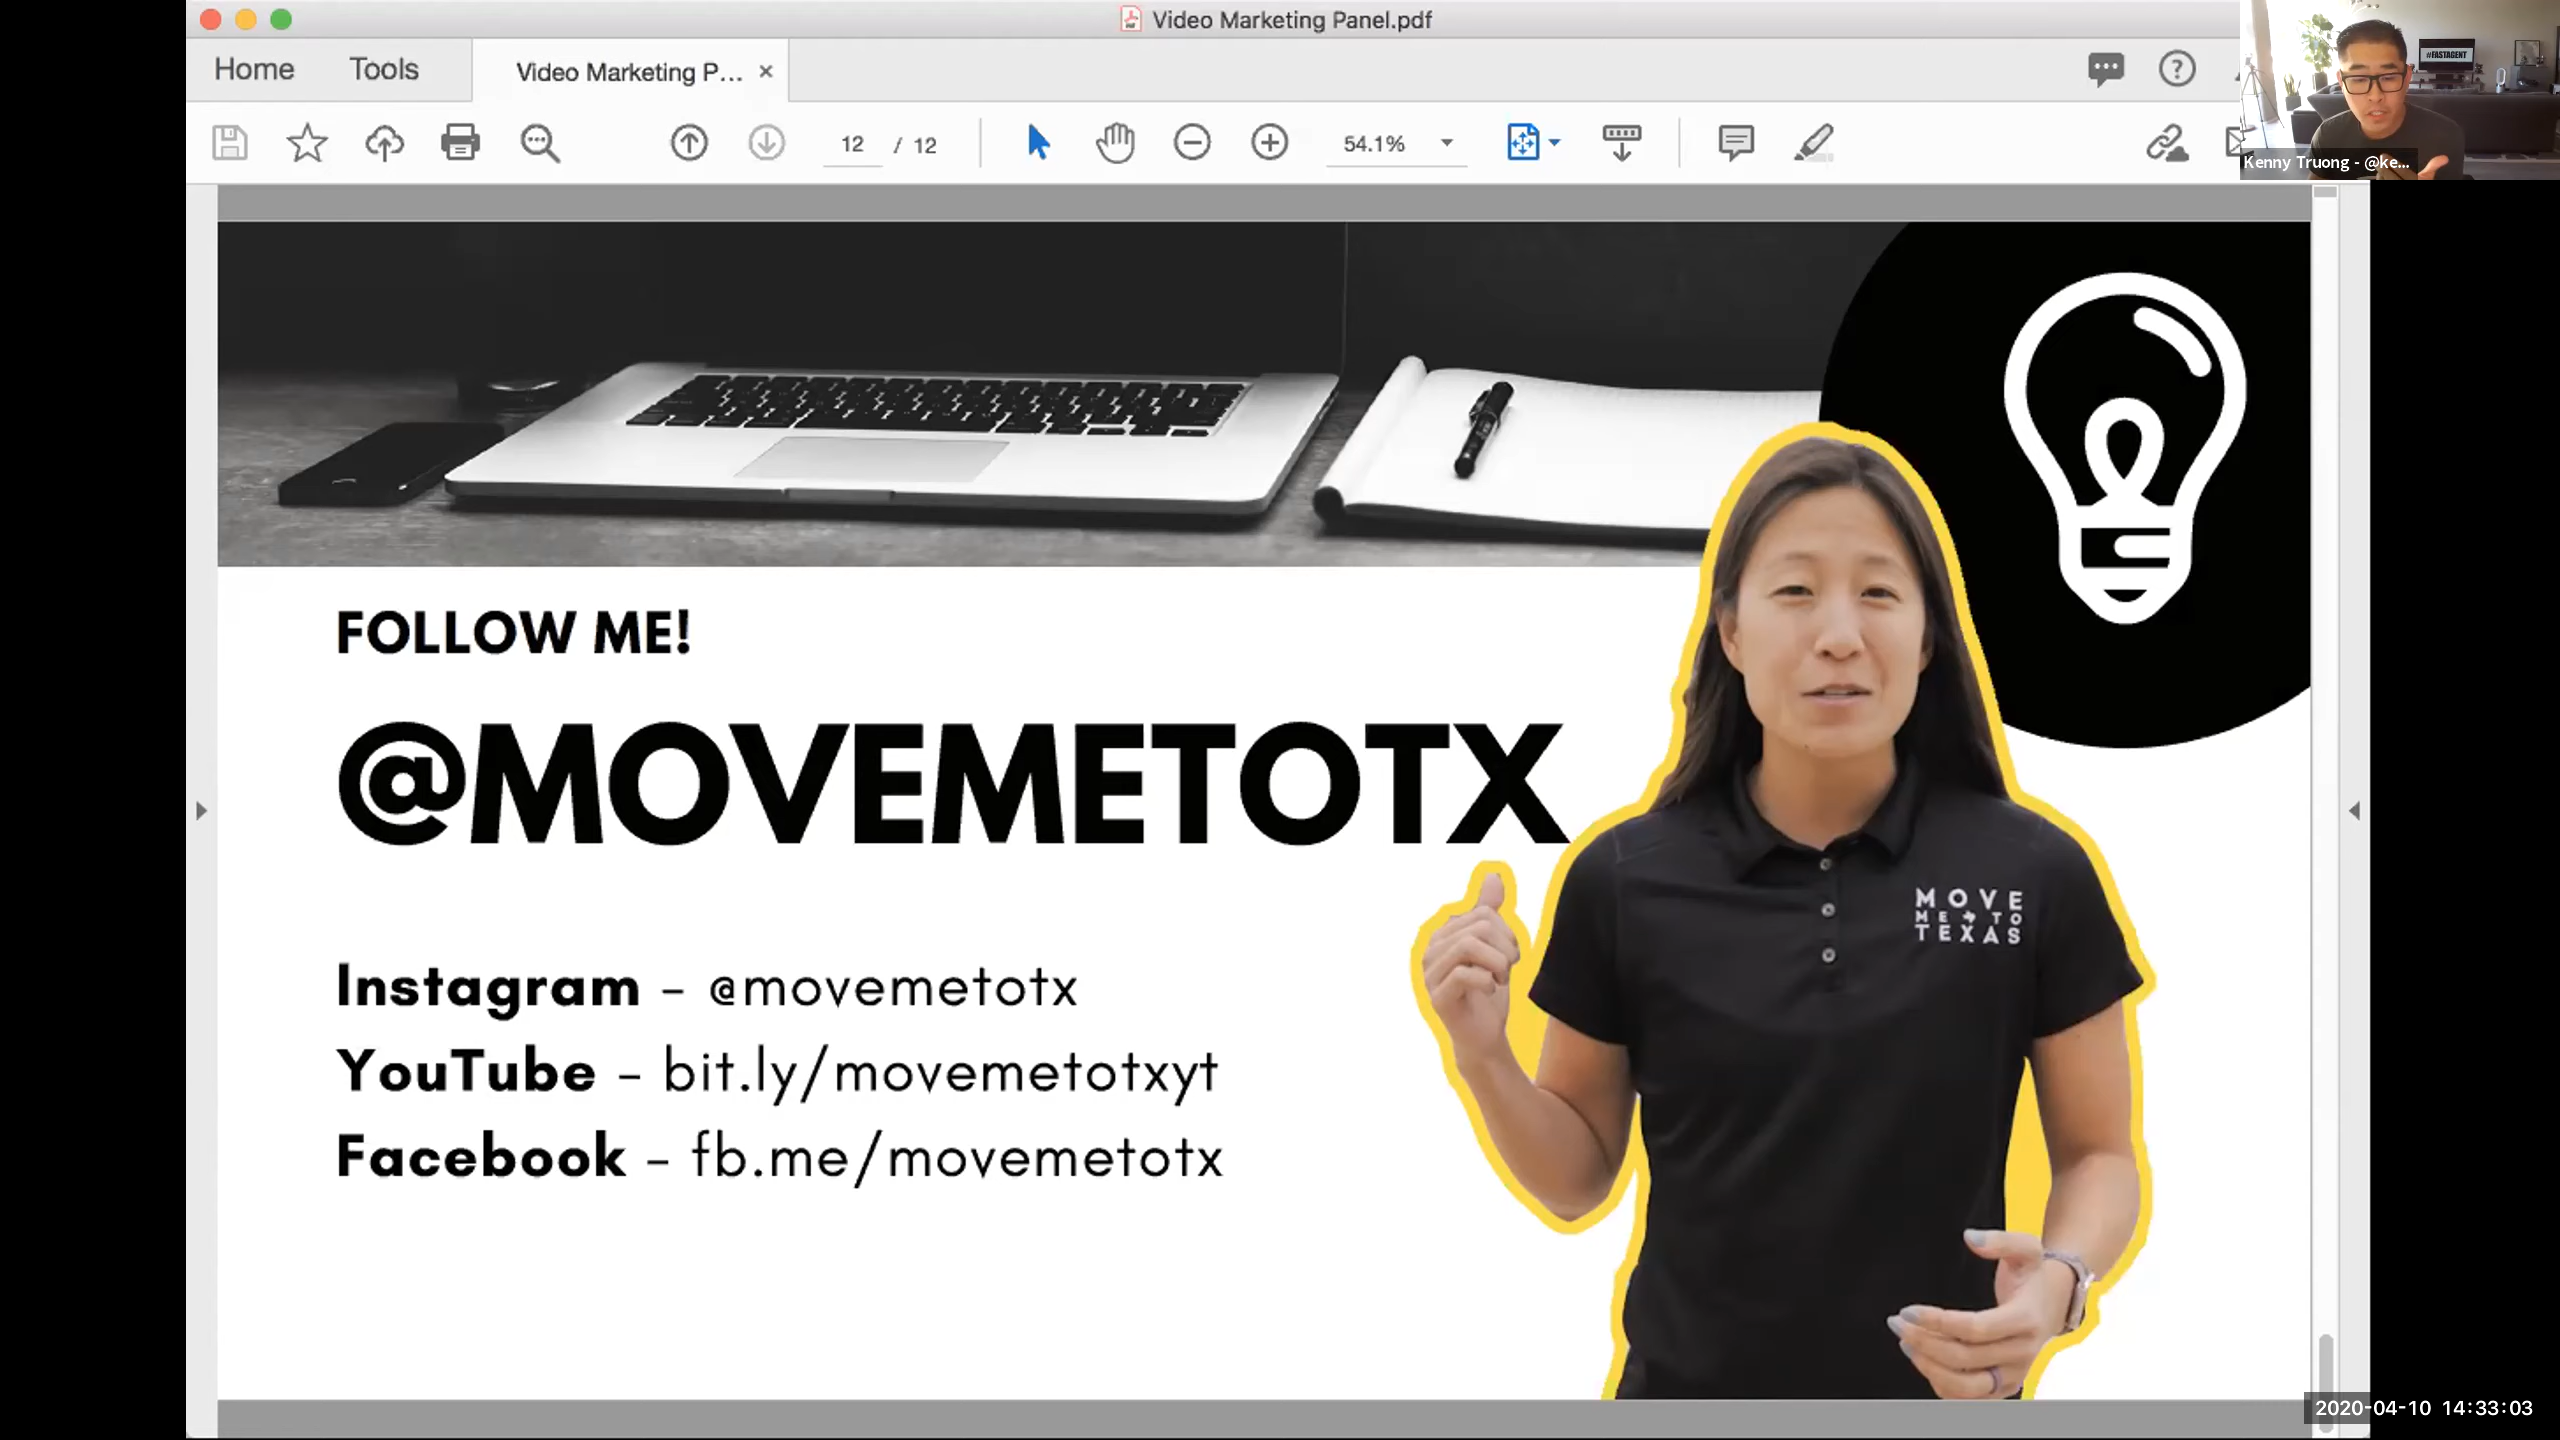 Video Marketing Panel.pdf
Home
Tools
Video Marketing P...
#FASTAGENT
12 / 12
54.1%
Kenny Truong - @ke...
FOLLOW ME!
@MOVEMETOTX
MOVE
ME TO
TEXAS
Instagram - @movemetotx
YouTube - bit.ly/movemetotxyt
Facebook - fb.me/movemetotx
2020-04-10 14:33:03